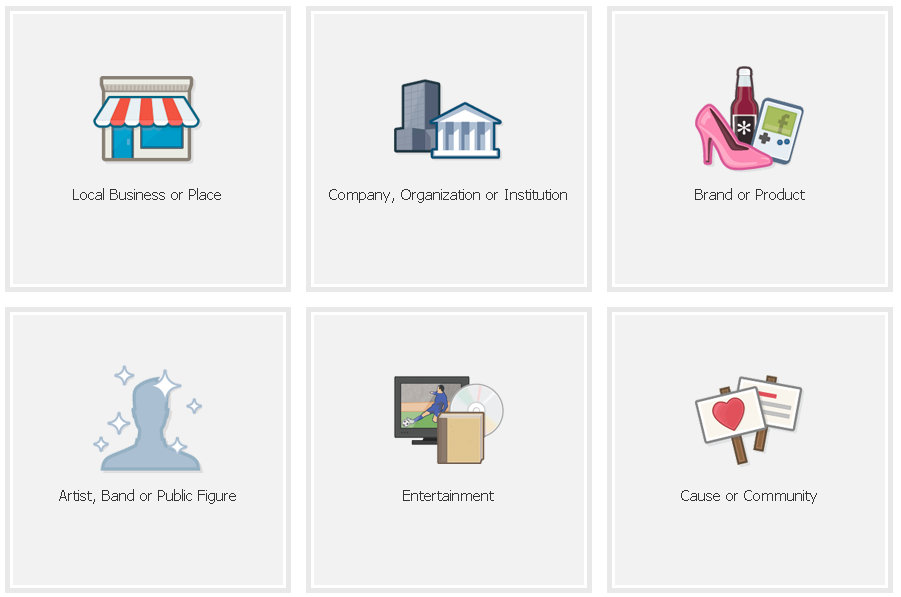 Local Business or Place
Company, Organization or Institution
Brand or Product
Artist, Band or Public Figure
Entertainment
Cause or Community